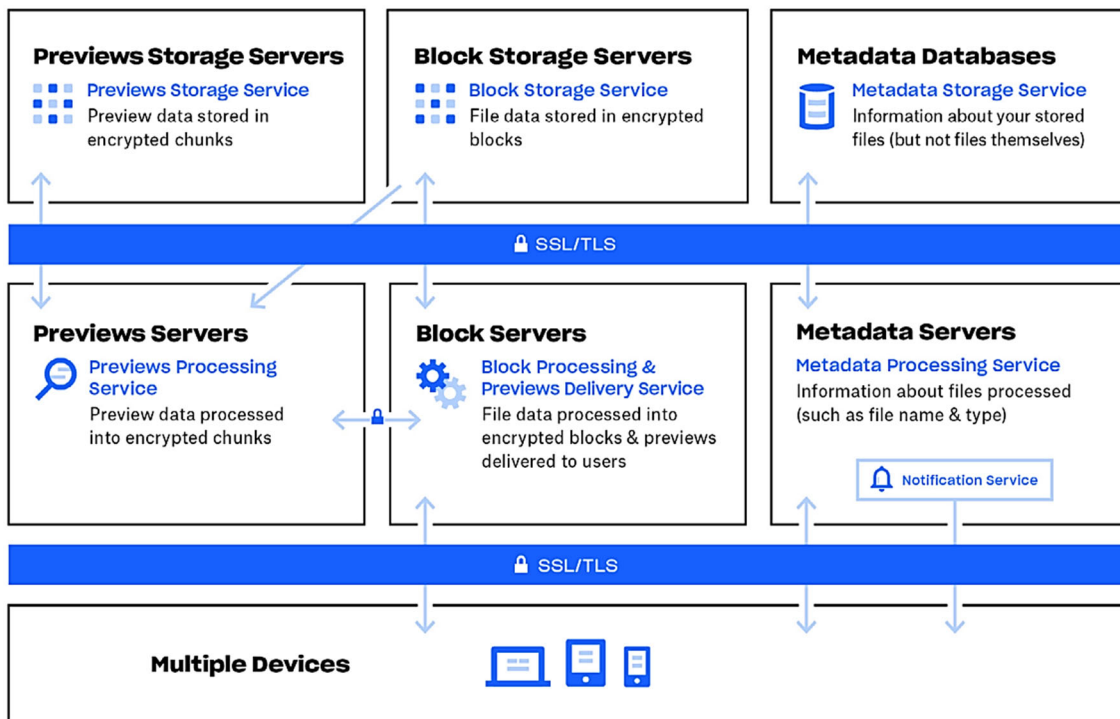 Previews Storage Servers
Previews Storage Service
Preview data stored in
encrypted chunks
Block Storage Servers
Block Storage Service
File data stored in encrypted
blocks
Metadata Databases
Metadata Storage Service
Information about your stored
files (but not files themselves)
SSL/TLS
Previews Servers
Previews Processing
Service
Preview data processed
into encrypted chunks
Block Servers
Block Processing &
Previews Delivery Service
File data processed into
encrypted blocks & previews
delivered to users
Metadata Servers
Metadata Processing Service
Information about files processed
(such as file name & type)
Notification Service
SSL/TLS
Multiple Devices